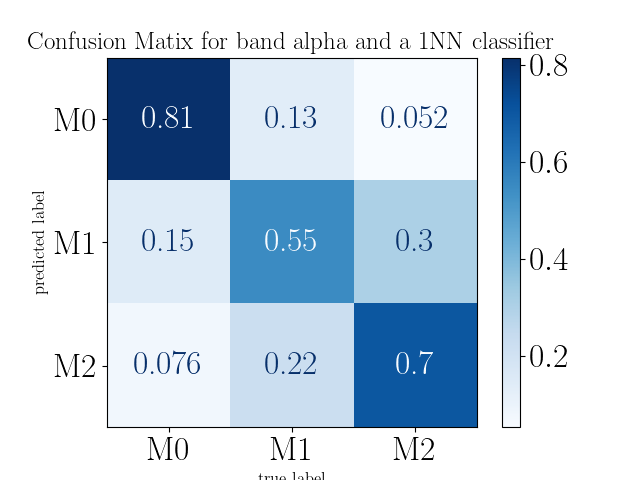 Confusion Matix for band alpha and a 1NN classifier
M0 0.81 0.13 0.052
M1 0.15 0.55 0.3
M2 0.076 0.22 0.7
M0 M1 M2
predicted label
true label
0.8
0.6
0.4
0.2